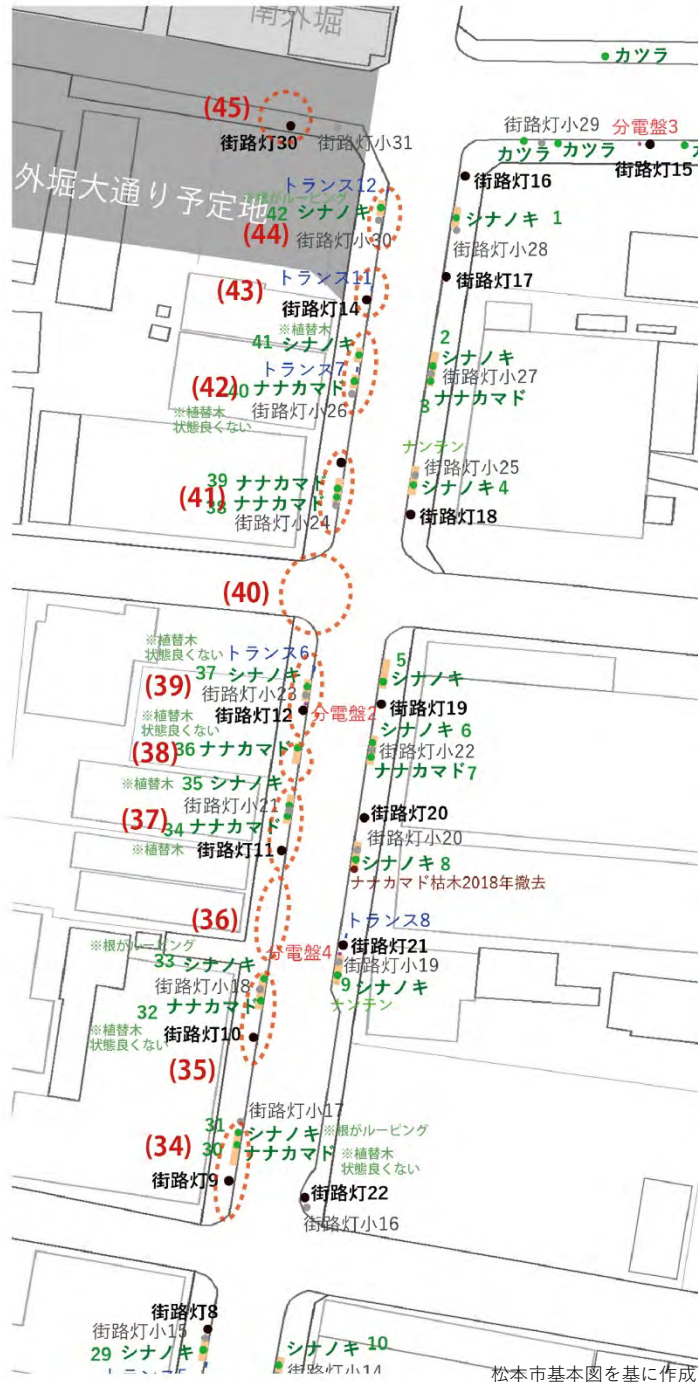 南外堀
カツラ
(45)
街路灯30
街路灯小31
街路灯小29
分電盤3
カツラ
カツラ
街路灯15
街路灯16
外堀大通り予定地
トランス12
※根がルーピング
42 シナノキ
(44)
街路灯小30
シナノキ 1
街路灯小28
(43)
トランス11
街路灯14
街路灯17
※植替木
41 シナノキ
トランス7
(42)
40 ナナカマド
街路灯小26
※植替木
状態良くない
2
シナノキ
街路灯小27
3 ナナカマド
ナンテン
街路灯小25
シナノキ4
39 ナナカマド
(41)
38 ナナカマド
街路灯小24
街路灯18
(40)
※植替木
状態良くない
トランス6
(39)
37 シナノキ
街路灯小23
街路灯12
分電盤2
5
シナノキ
街路灯19
シナノキ 6
街路灯小22
ナナカマド7
※植替木
状態良くない
(38)
36 ナナカマド
※植替木
35 シナノキ
街路灯小21
(37)
34 ナナカマド
※植替木
街路灯11
街路灯20
街路灯小20
シナノキ 8
ナナカマド枯木2018年撤去
(36)
トランス8
※根がルーピング
分電盤4
街路灯21
33 シナノキ
街路灯小19
街路灯小18
9 シナノキ
32 ナナカマド
ナンテン
※植替木
状態良くない
街路灯10
(35)
街路灯小17
31 シナノキ
※根がルーピング
(34)
30 ナナカマド
※植替木
状態良くない
街路灯9
街路灯22
街路灯小16
街路灯8
街路灯小15
29 シナノキ
シナノキ 10
街路灯小14
松本市基本図を基に作成